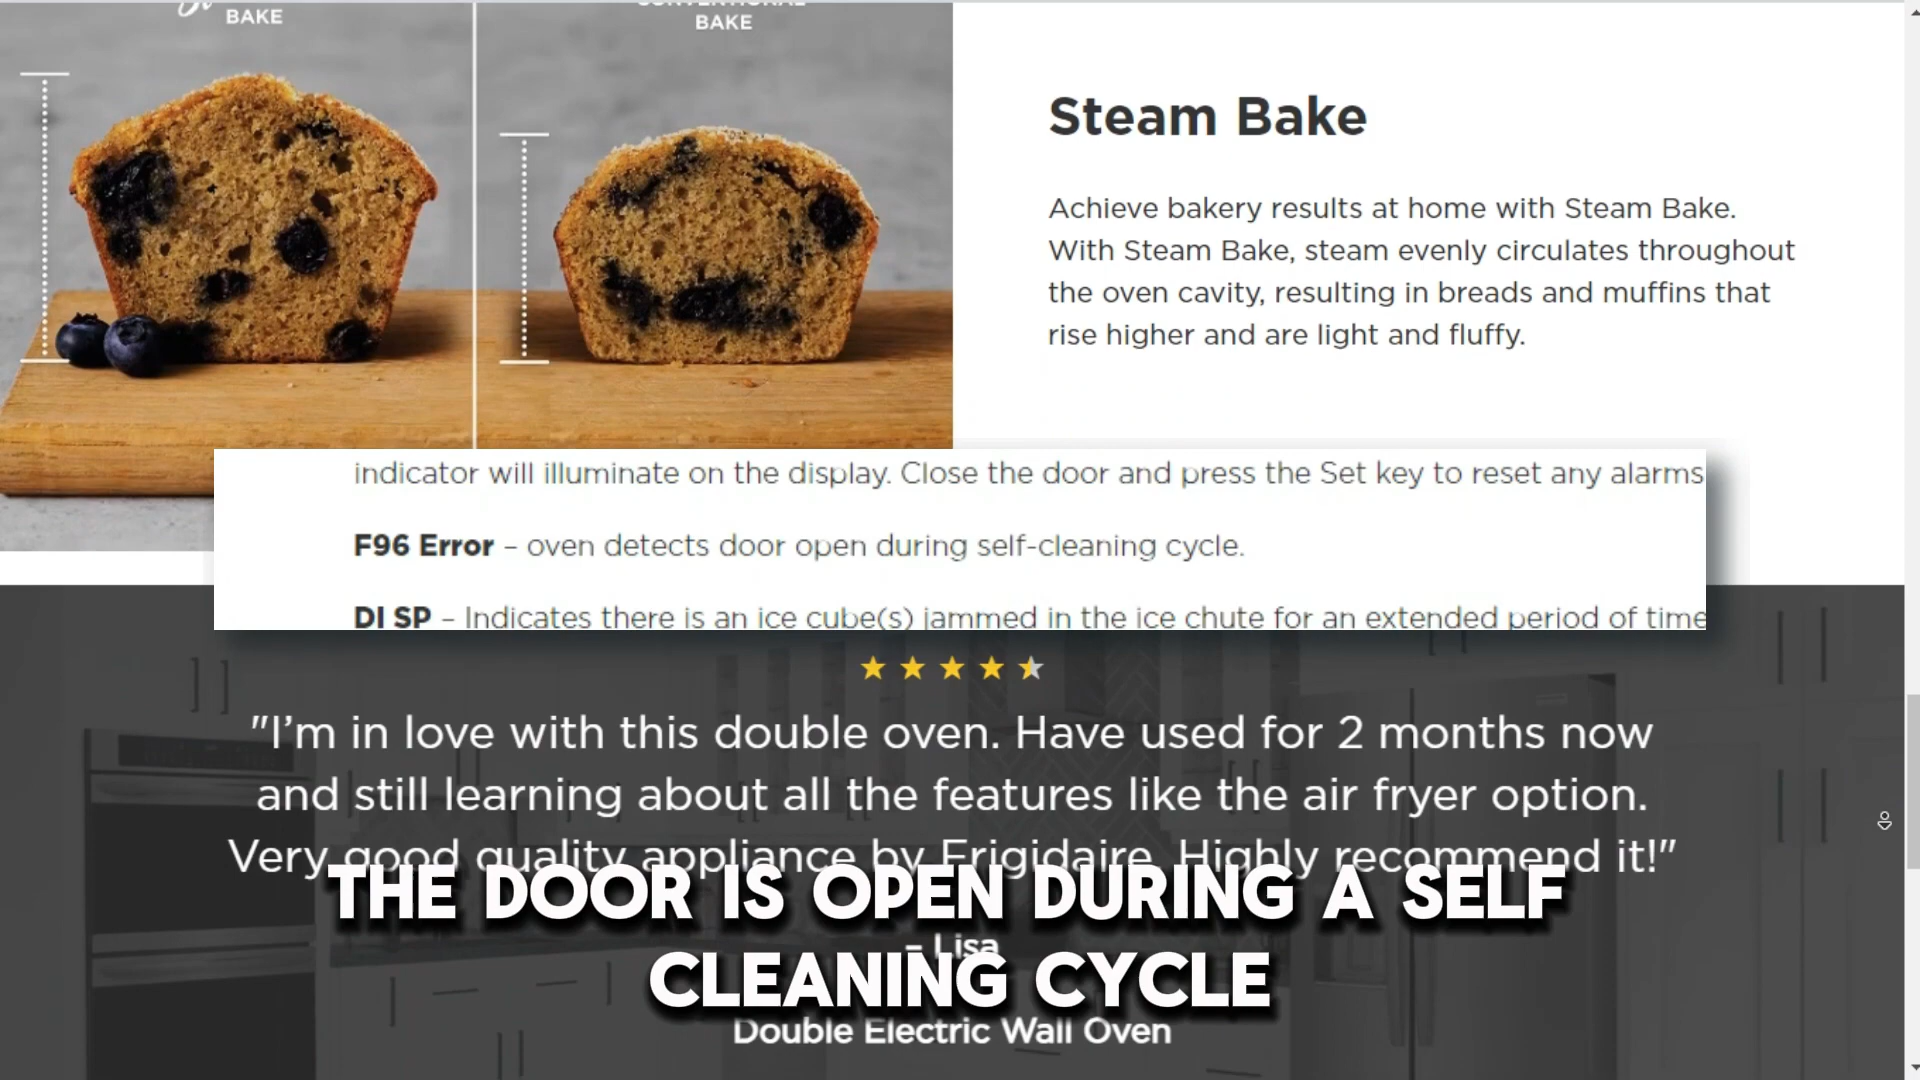 BAKE
CONVENTIONAL
BAKE
Steam Bake
Achieve bakery results at home with Steam Bake.
With Steam Bake, steam evenly circulates throughout
the oven cavity, resulting in breads and muffins that
rise higher and are light and fluffy.
indicator will illuminate on the display. Close the door and press the Set key to reset any alarms
F96 Error – oven detects door open during self-cleaning cycle.
DI SP – Indicates there is an ice cube(s) jammed in the ice chute for an extended period of time
"I’m in love with this double oven. Have used for 2 months now
and still learning about all the features like the air fryer option.
Very good quality appliance by Frigidaire. Highly recommend it!"
THE DOOR IS OPEN DURING A SELF
– Lisa
CLEANING CYCLE
Double Electric Wall Oven